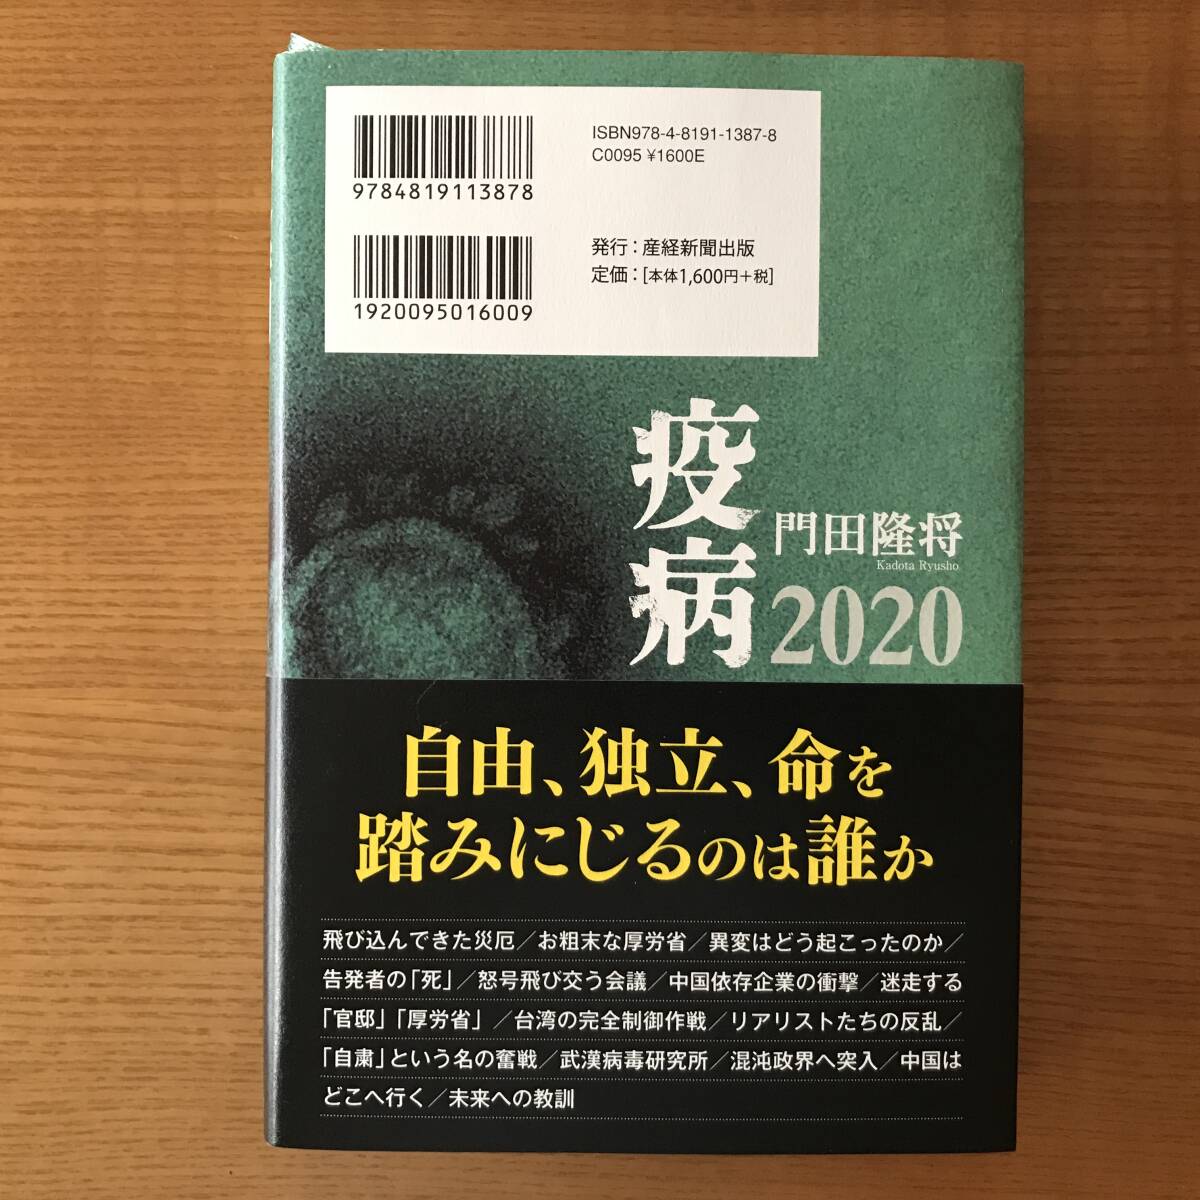 ISBN978-4-8191-1387-8
C0095 ¥1600E
9784819113878
発行：産経新聞出版
定価：[本体1,600円＋税]
1920095016009
疫病
門田隆将
Kadota Ryusho
2020
自由、独立、命を
踏みにじるのは誰か
飛び込んできた災厄／お粗末な厚労省／異変はどう起こったのか／
告発者の「死」／怒号飛び交う会議／中国依存企業の衝撃／迷走する
「官邸」「厚労省」／台湾の完全制御作戦／リアリストたちの反乱／
「自粛」という名の奮戦／武漢病毒研究所／混沌政界へ突入／中国は
どこへ行く／未来への教訓